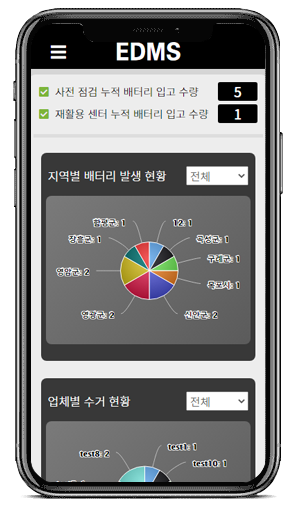 EDMS
사전 점검 누적 배터리 입고 수량 5
재활용 센터 누적 배터리 입고 수량 1
지역별 배터리 발생 현황 전체
함평군: 1 12: 1
장흥군: 1 곡성군: 1
구례군: 1
영암군: 2 목포시: 1
영광군: 2 신안군: 2
업체별 수거 현황 전체
test8: 2 test1: 1
test10: 1